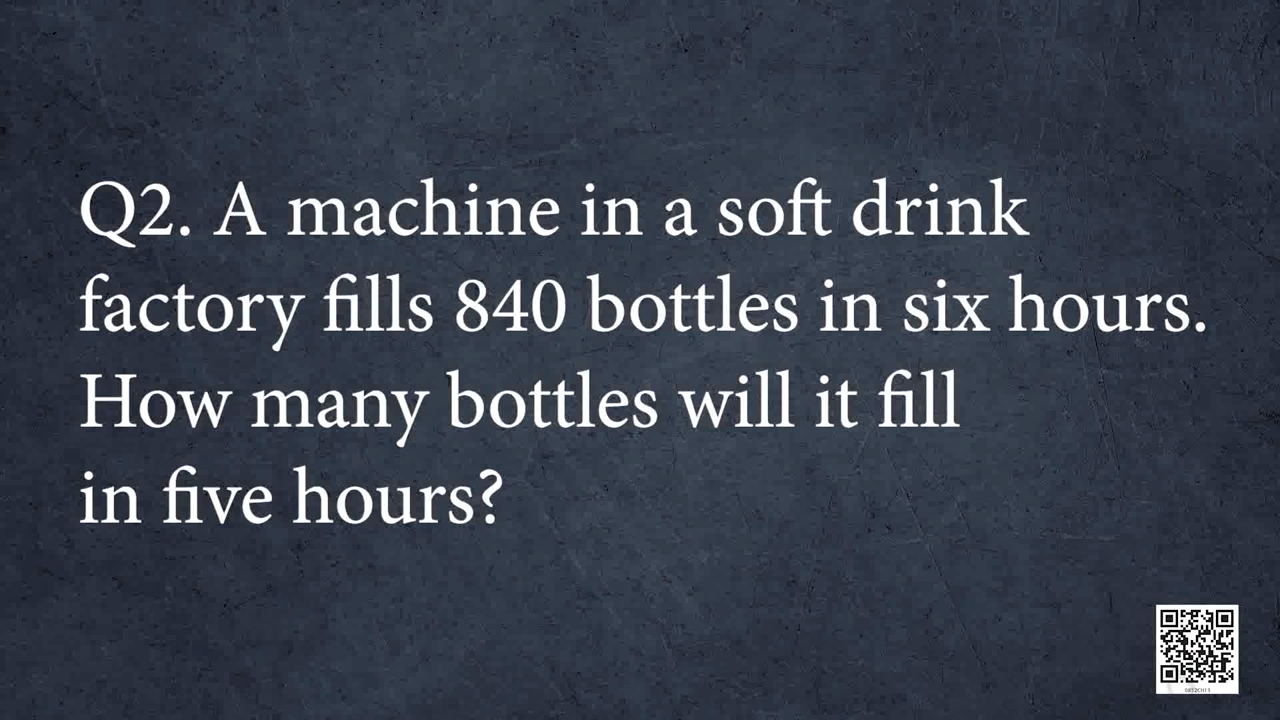 Q2. A machine in a soft drink
factory fills 840 bottles in six hours.
How many bottles will it fill
in five hours?